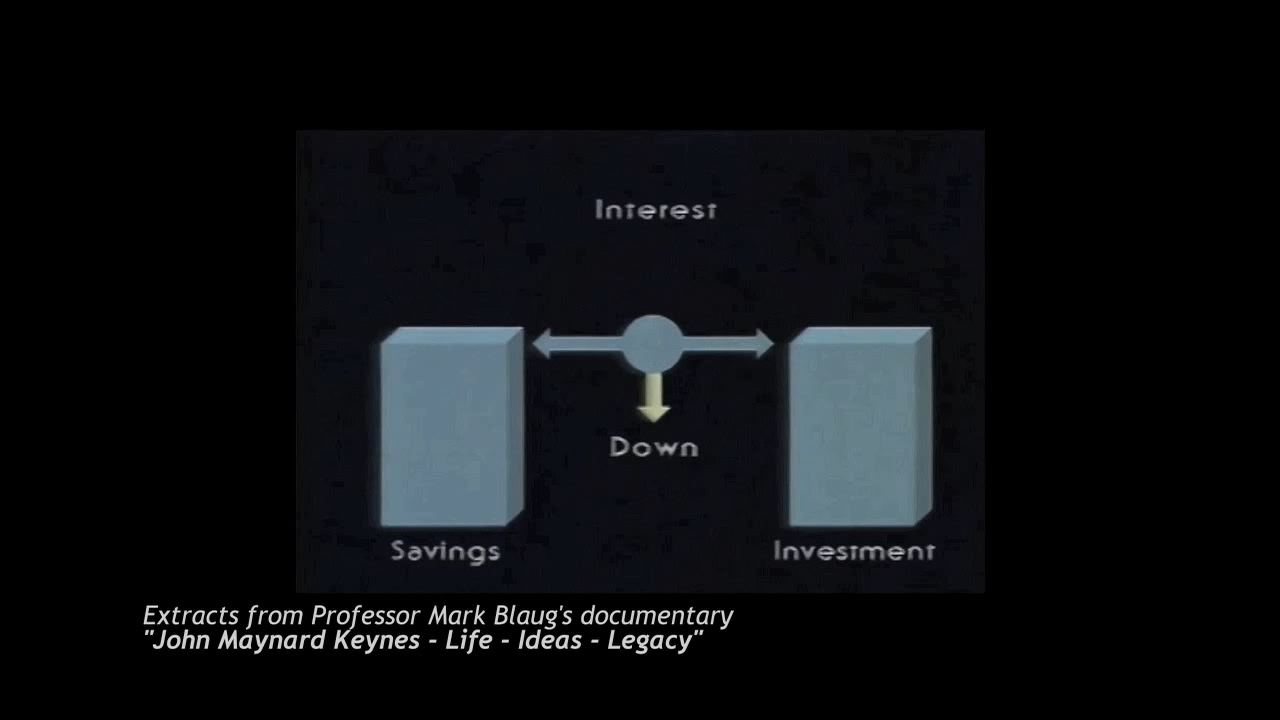 Interest
Down
Savings
Investment
Extracts from Professor Mark Blaug's documentary
"John Maynard Keynes - Life - Ideas - Legacy"